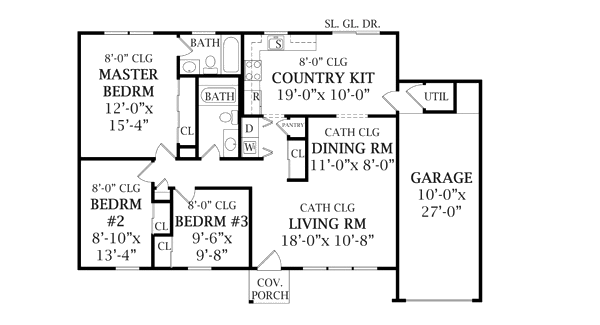 SL. GL. DR.
BATH
S
8'-0" CLG
MASTER
BEDRM
12'-0"x
15'-4"
8'-0" CLG
COUNTRY KIT
19'-0"x 10'-0"
R
BATH
UTIL
CL
D
W
PANTRY
CL
CATH CLG
DINING RM
11'-0"x 8'-0"
GARAGE
10'-0"x
27'-0"
8'-0" CLG
BEDRM
#2
8'-10"x
13'-4"
CL
CL
8'-0" CLG
BEDRM #3
9'-6"x
9'-8"
CATH CLG
LIVING RM
18'-0"x 10'-8"
COV.
PORCH